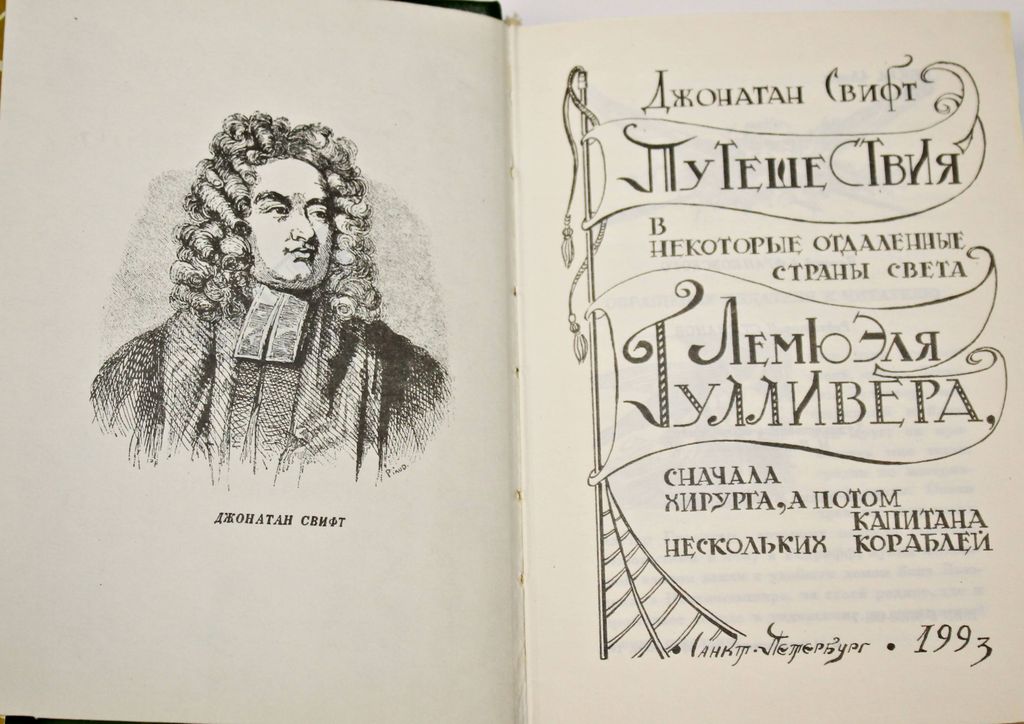 Pinod.
ДЖОНАТАН СВИФТ
Джонатан Свифт
Путешествия
в
некоторые отдаленные
страны света
Лемюэля
Гулливера,
сначала
хирурга, а потом
капитана
нескольких кораблей
Санкт-Петербург • 1993